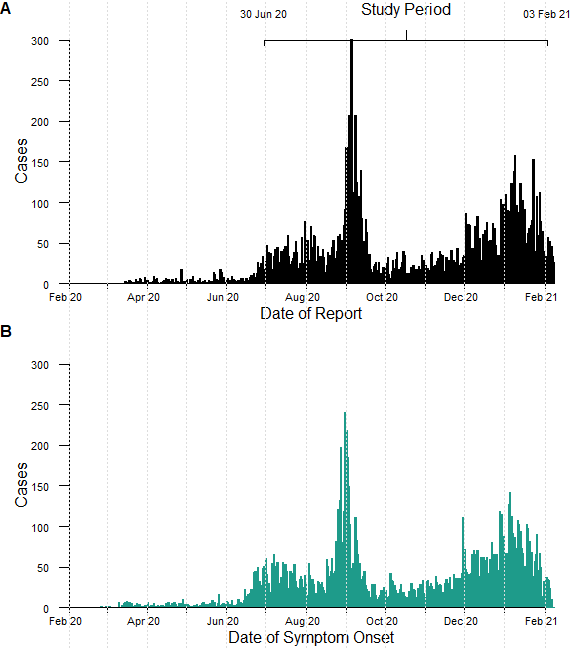 A
30 Jun 20 Study Period 03 Feb 21
300
250
200
150
100
50
0
Cases
Feb 20 Apr 20 Jun 20 Aug 20 Oct 20 Dec 20 Feb 21
Date of Report
B
300
250
200
150
100
50
0
Cases
Feb 20 Apr 20 Jun 20 Aug 20 Oct 20 Dec 20 Feb 21
Date of Symptom Onset